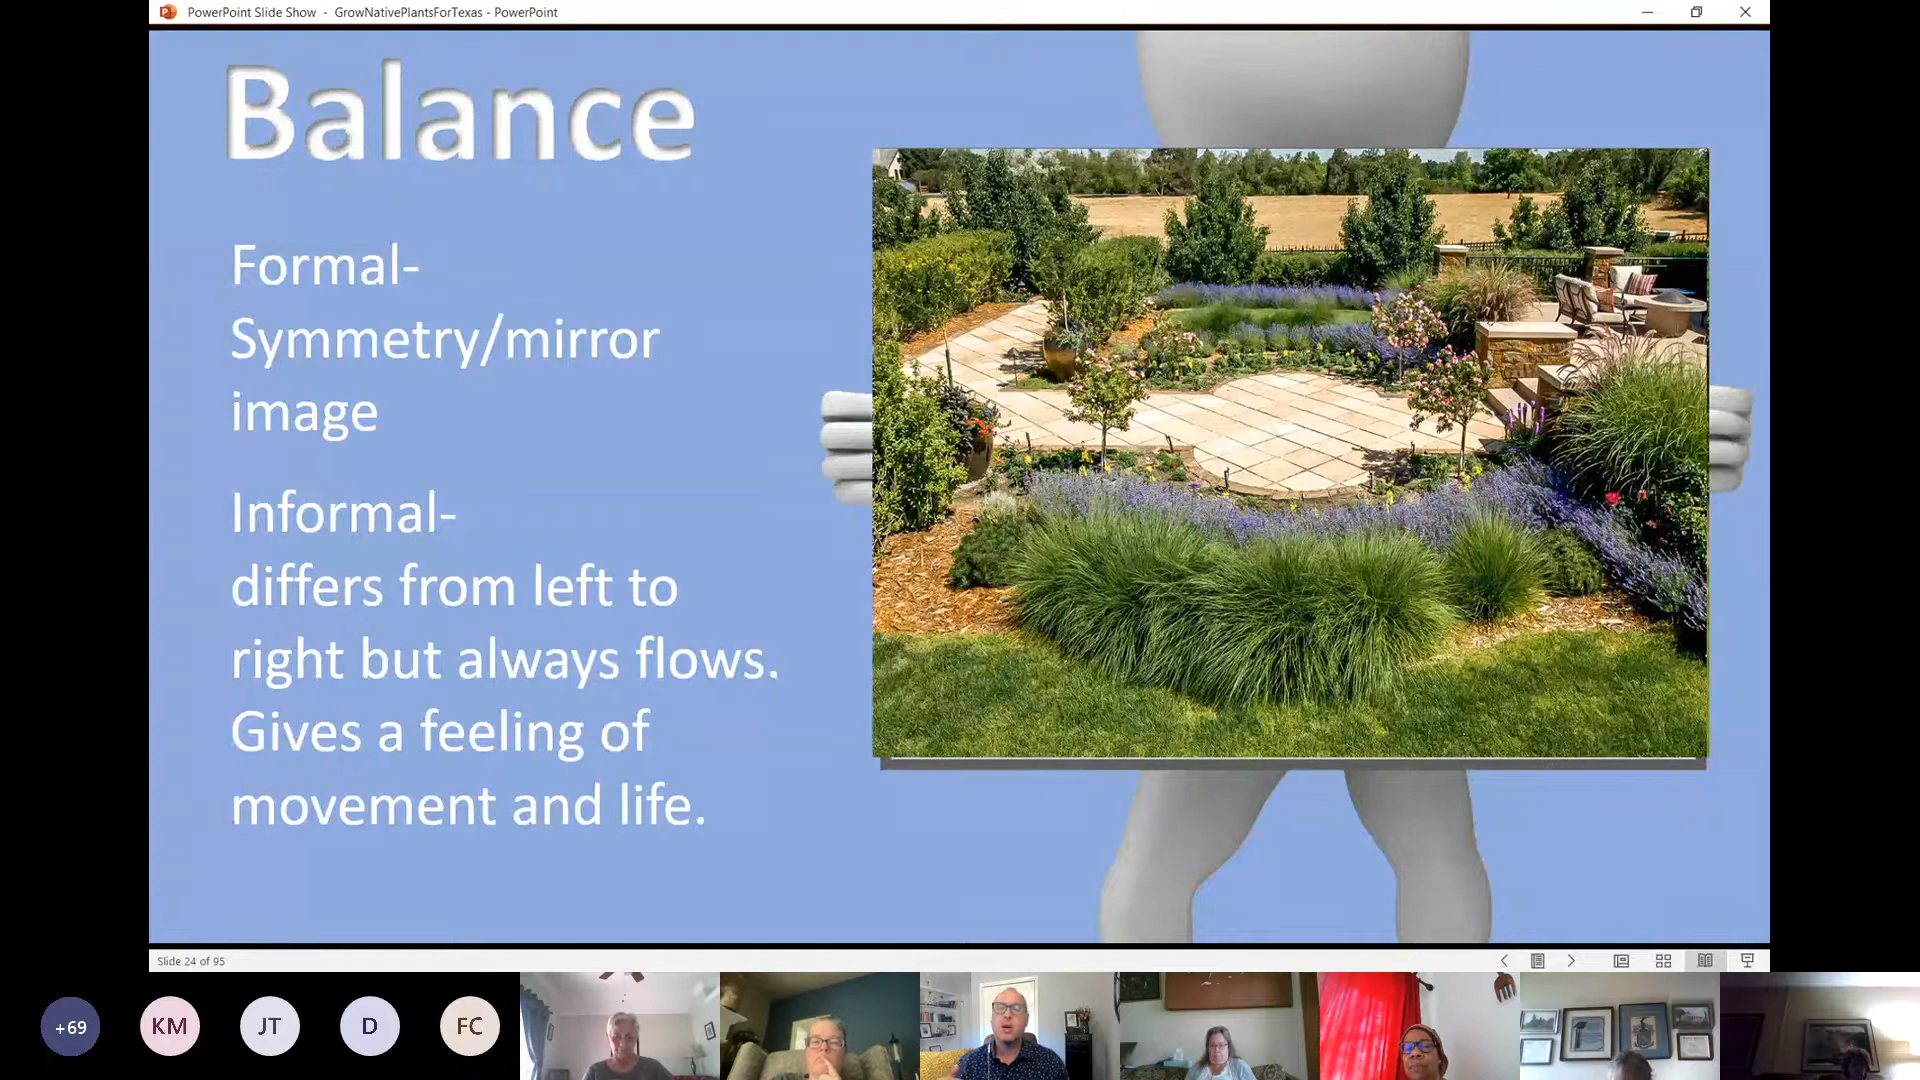 PowerPoint Slide Show - GrowNativePlantsForTexas - PowerPoint
Balance
Formal-
Symmetry/mirror
image
Informal-
differs from left to
right but always flows.
Gives a feeling of
movement and life.
Slide 24 of 95
+69
KM
JT
D
FC